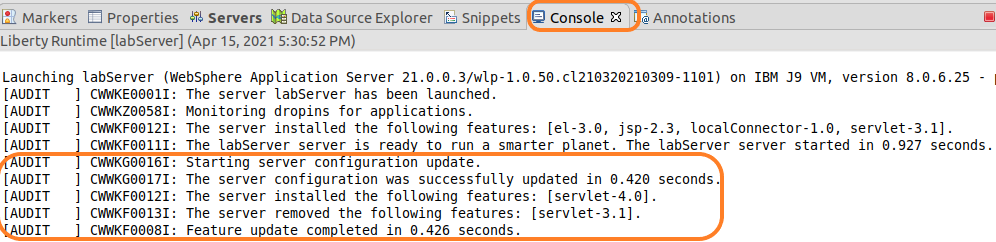 Markers Properties Servers Data Source Explorer Snippets Console Annotations
Liberty Runtime [labServer] (Apr 15, 2021 5:30:52 PM)
Launching labServer (WebSphere Application Server 21.0.0.3/wlp-1.0.50.cl210320210309-1101) on IBM J9 VM, version 8.0.6.25 -
[AUDIT   ] CWWKE0001I: The server labServer has been launched.
[AUDIT   ] CWWKZ0058I: Monitoring dropins for applications.
[AUDIT   ] CWWKF0012I: The server installed the following features: [el-3.0, jsp-2.3, localConnector-1.0, servlet-3.1].
[AUDIT   ] CWWKF0011I: The labServer server is ready to run a smarter planet. The labServer server started in 0.927 seconds.
[AUDIT   ] CWWKG0016I: Starting server configuration update.
[AUDIT   ] CWWKG0017I: The server configuration was successfully updated in 0.420 seconds.
[AUDIT   ] CWWKF0012I: The server installed the following features: [servlet-4.0].
[AUDIT   ] CWWKF0013I: The server removed the following features: [servlet-3.1].
[AUDIT   ] CWWKF0008I: Feature update completed in 0.426 seconds.